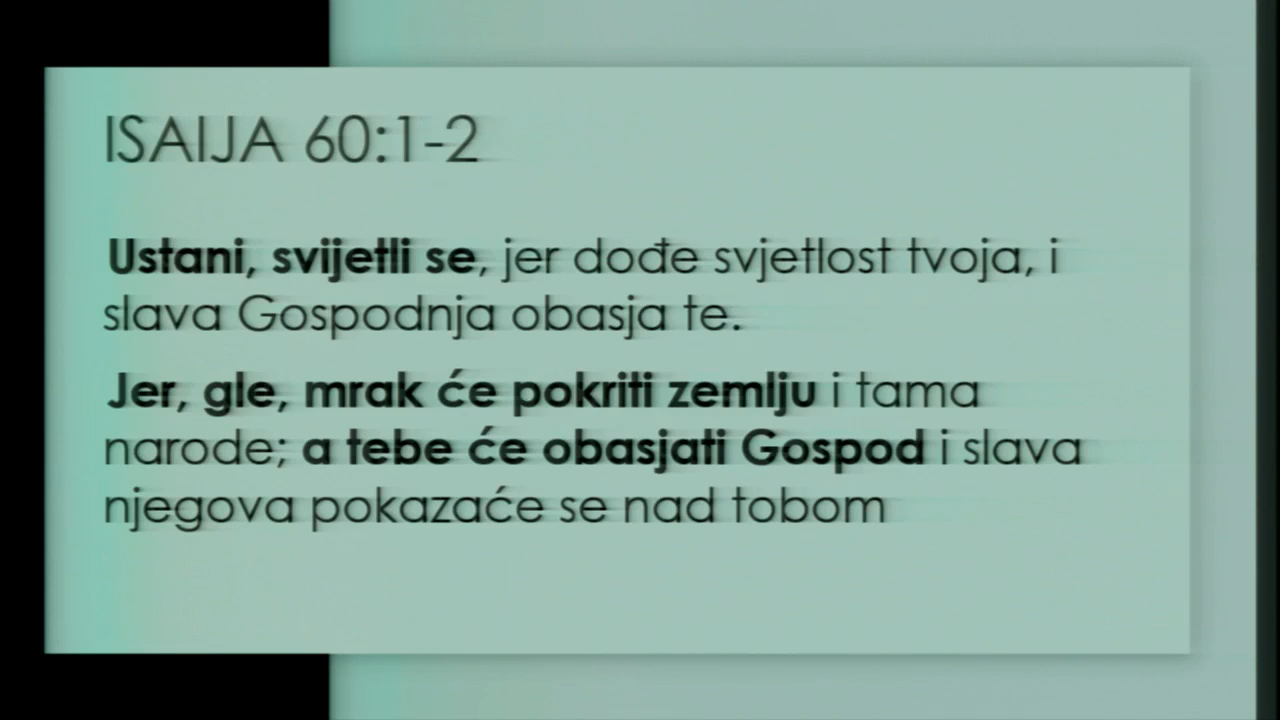 ISAIJA 60:1-2
Ustani, svijetli se, jer dođe svjetlost tvoja, i
slava Gospodnja obasja te.
Jer, gle, mrak će pokriti zemlju i tama
narode; a tebe će obasjati Gospod i slava
njegova pokazaće se nad tobom